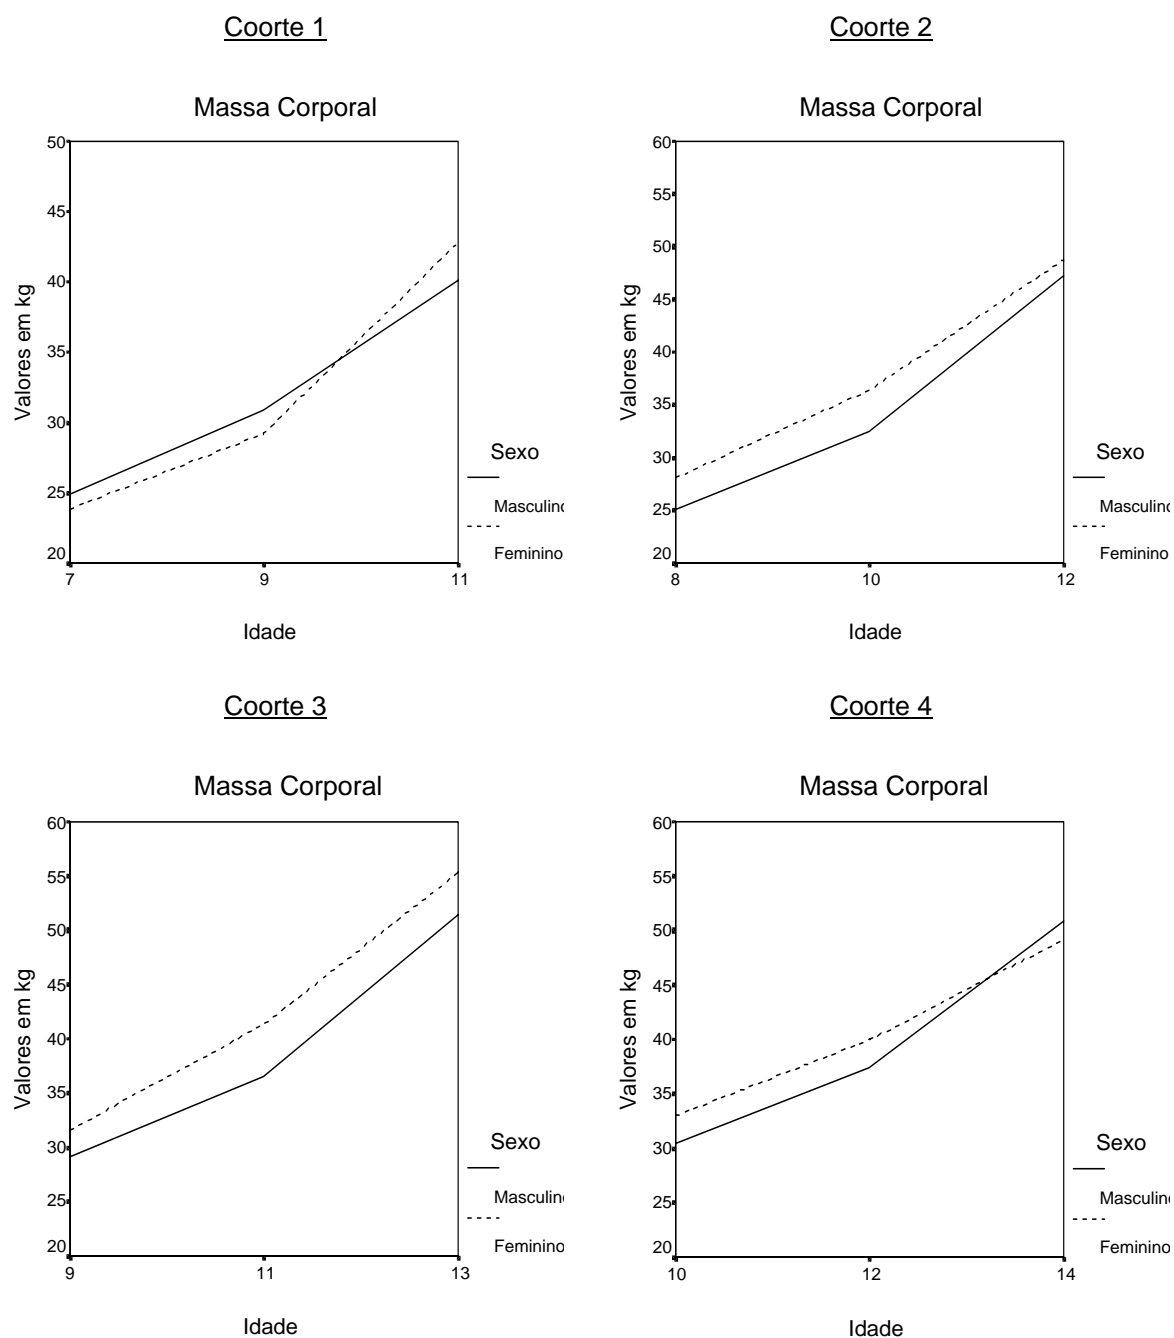 Coorte 1
Massa Corporal
50
45
40
35
30
25
20
Valores em kg
7 9 11
Idade
Sexo
Masculino
Feminino
Coorte 2
Massa Corporal
60
55
50
45
40
35
30
25
20
Valores em kg
8 10 12
Idade
Sexo
Masculino
Feminino
Coorte 3
Massa Corporal
60
55
50
45
40
35
30
25
20
Valores em kg
9 11 13
Idade
Sexo
Masculino
Feminino
Coorte 4
Massa Corporal
60
55
50
45
40
35
30
25
20
Valores em kg
10 12 14
Idade
Sexo
Masculino
Feminino